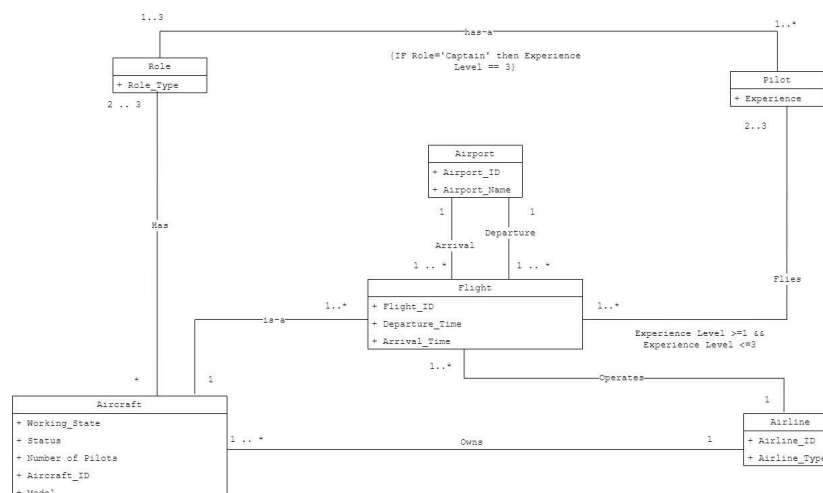 1..3
1..*
has-a
{IF Role='Captain' then Experience
Level == 3}
Role
+ Role_Type
2 .. 3
Pilot
+ Experience
2..3
Airport
+ Airport_ID
+ Airport_Name
1
1
Departure
Arrival
Has
1 .. *
1 .. *
Flies
Flight
+ Flight_ID
+ Departure_Time
+ Arrival_Time
1..*
is-a
1..*
Experience Level >=1 &&
Experience Level <=3
1..*
Operates
*
1
1
Aircraft
+ Working_State
+ Status
+ Number of Pilots
+ Aircraft_ID
+ Model
1 .. *
Owns
1
Airline
+ Airline_ID
+ Airline_Type